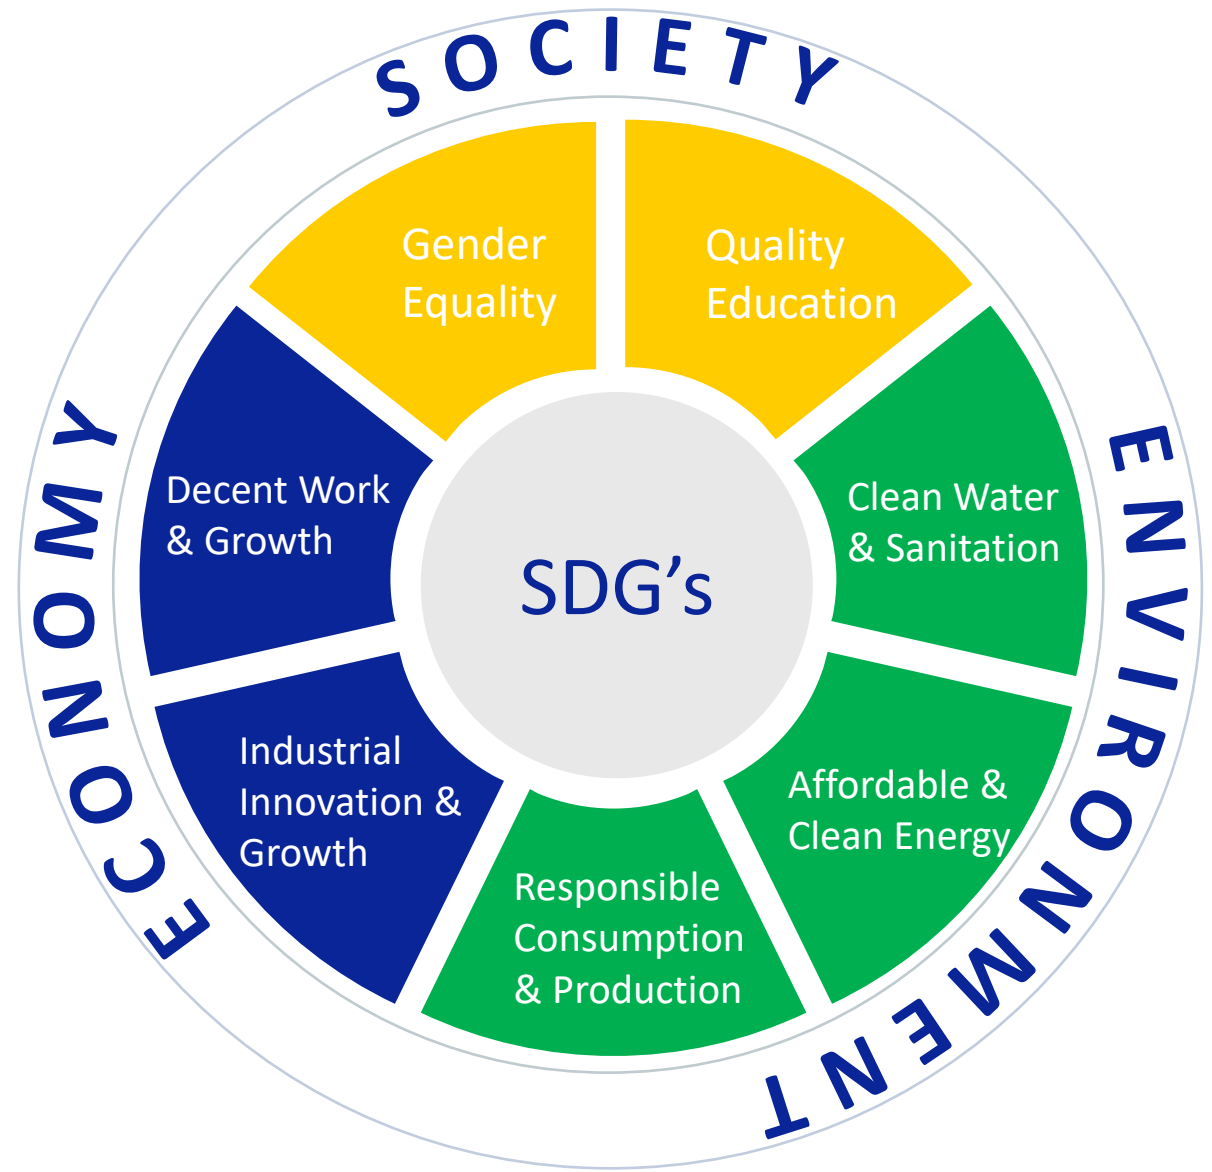 SOCIETY
Gender
Equality
Quality
Education
ECONOMY
ENVIRONMENT
Decent Work
& Growth
Clean Water
& Sanitation
SDG’s
Industrial
Innovation &
Growth
Affordable &
Clean Energy
Responsible
Consumption
& Production